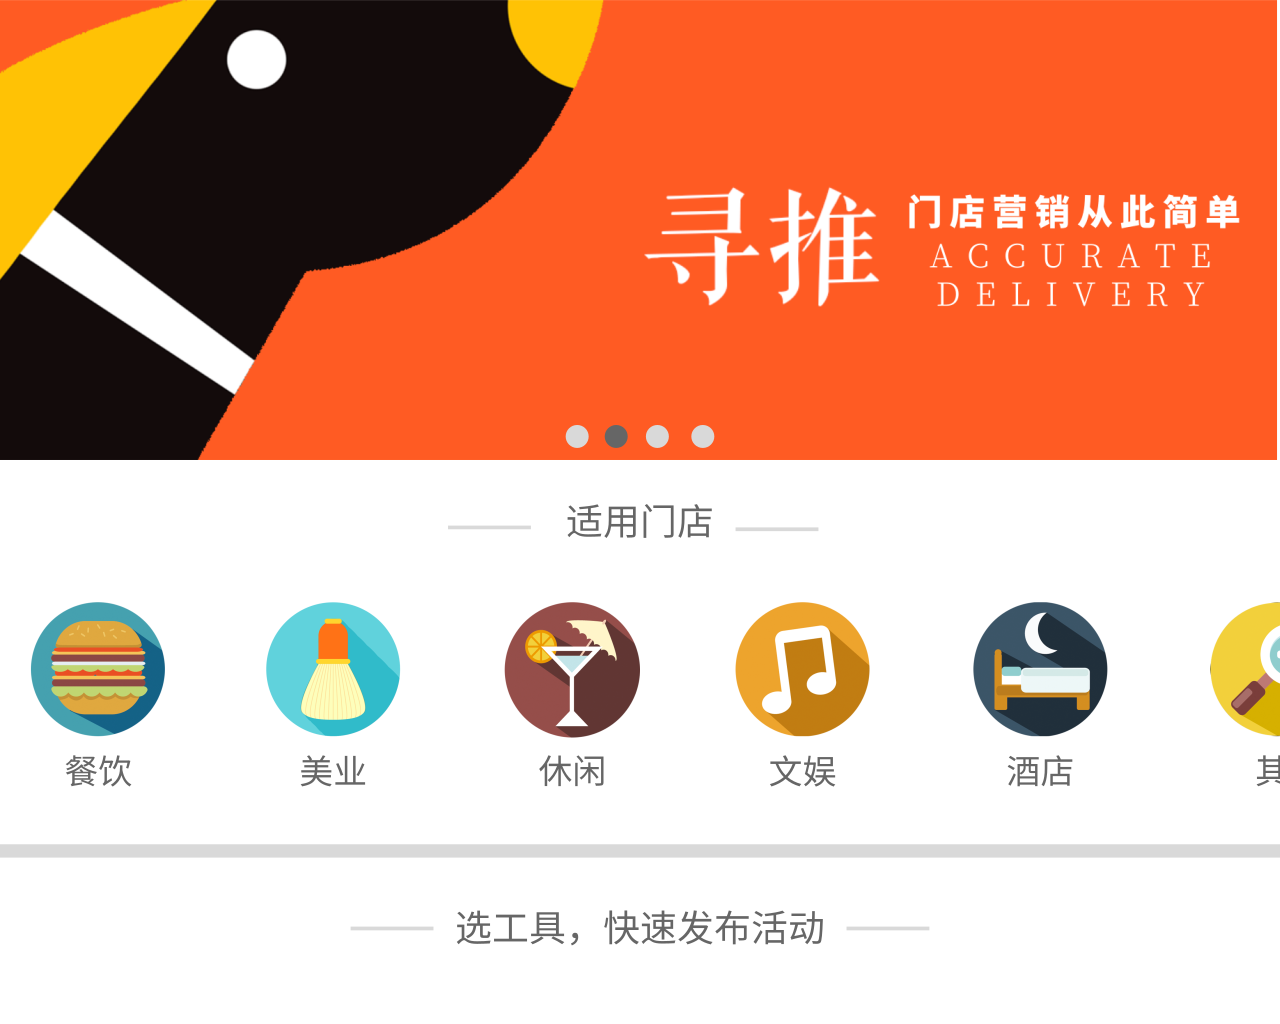 寻推
门店营销从此简单
ACCURATE
DELIVERY
适用门店
餐饮 美业 休闲 文娱 酒店
选工具，快速发布活动